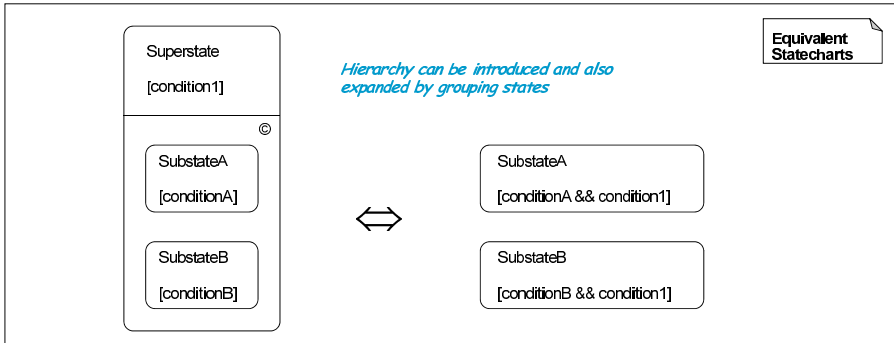 Superstate
[condition1]
©
SubstateA
[conditionA]
SubstateB
[conditionB]
Hierarchy can be introduced and also
expanded by grouping states
Equivalent
Statecharts
SubstateA
[conditionA && condition1]
SubstateB
[conditionB && condition1]